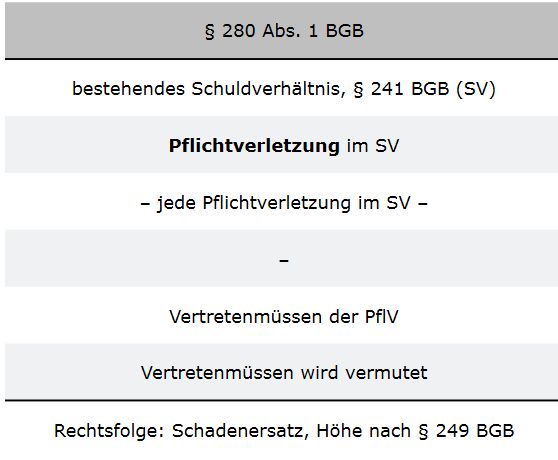 § 280 Abs. 1 BGB
bestehendes Schuldverhältnis, § 241 BGB (SV)
Pflichtverletzung im SV
– jede Pflichtverletzung im SV –
–
Vertretenmüssen der PflV
Vertretenmüssen wird vermutet
Rechtsfolge: Schadenersatz, Höhe nach § 249 BGB